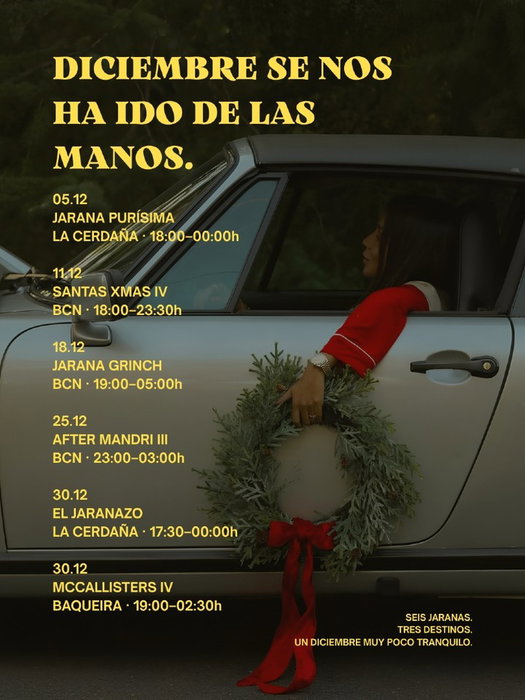 DICIEMBRE SE NOS
HA IDO DE LAS
MANOS.
05.12
JARANA PURÍSIMA
LA CERDAÑA · 18:00–00:00h
11.12
SANTAS XMAS IV
BCN · 18:00–23:30h
18.12
JARANA GRINCH
BCN · 19:00–05:00h
25.12
AFTER MANDRI III
BCN · 23:00–03:00h
30.12
EL JARANAZO
LA CERDAÑA · 17:30–00:00h
30.12
MCCALLISTERS IV
BAQUEIRA · 19:00–02:30h
SEIS JARANAS.
TRES DESTINOS.
UN DICIEMBRE MUY POCO TRANQUILO.